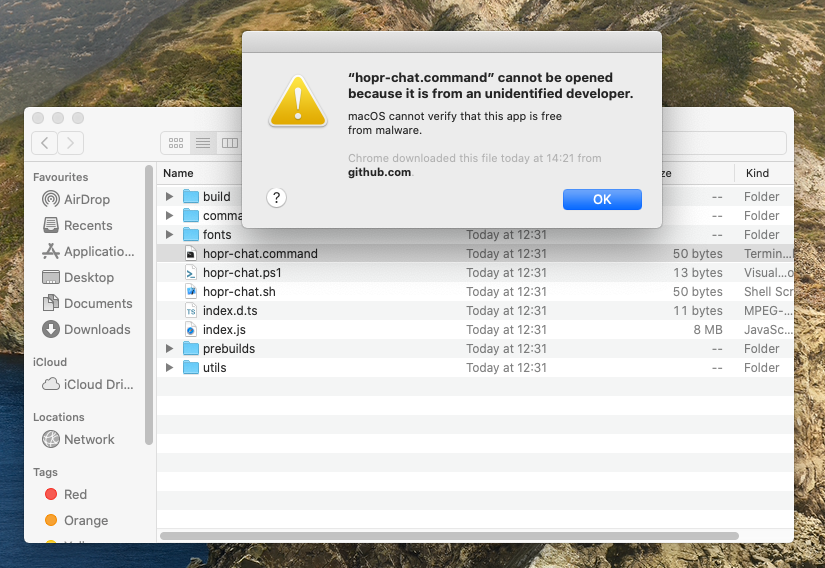 “hopr-chat.command” cannot be opened
because it is from an unidentified developer.
macOS cannot verify that this app is free
from malware.
Chrome downloaded this file today at 14:21 from
github.com.
?
OK
Favourites
AirDrop
Recents
Applicatio...
Desktop
Documents
Downloads
iCloud
iCloud Dri...
Locations
Network
Tags
Red
Orange
Name ze Kind
build -- Folder
comma -- Folder
fonts Today at 12:31 -- Folder
hopr-chat.command Today at 12:31 50 bytes Termin...
hopr-chat.ps1 Today at 12:31 13 bytes Visual...o
hopr-chat.sh Today at 12:31 50 bytes Shell Scr
TS index.d.ts Today at 12:31 11 bytes MPEG-...
index.js Today at 12:31 8 MB JavaSc...
prebuilds Today at 12:31 -- Folder
utils Today at 12:31 -- Folder